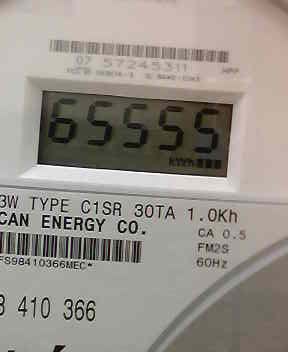 07 57245311
65555
kWh
3W TYPE C1SR 30TA 1.0Kh
CAN ENERGY CO.
CA 0.5
FM2S
FS98410366MEC*
60Hz
3 410 366